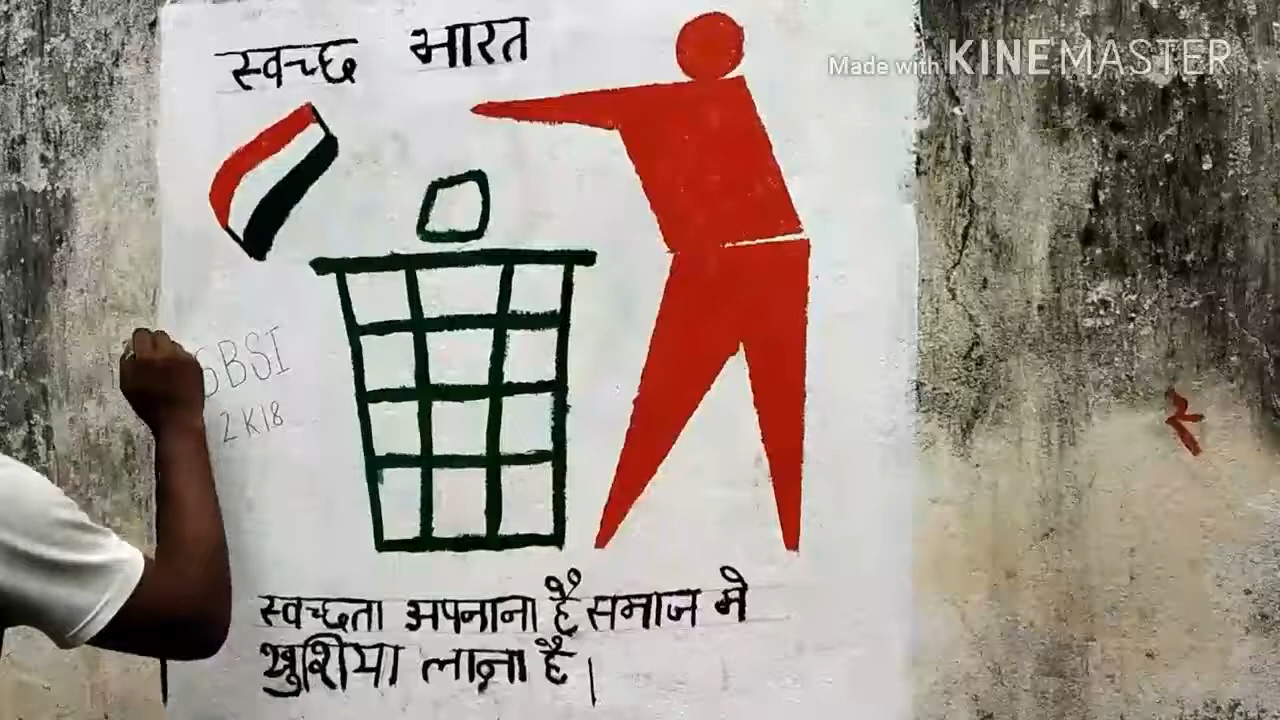 स्वच्छ भारत
Made with KINEMASTER
SBSI
2K18
स्वच्छता अपनाना है समाज मे
खुशिया लाना है।